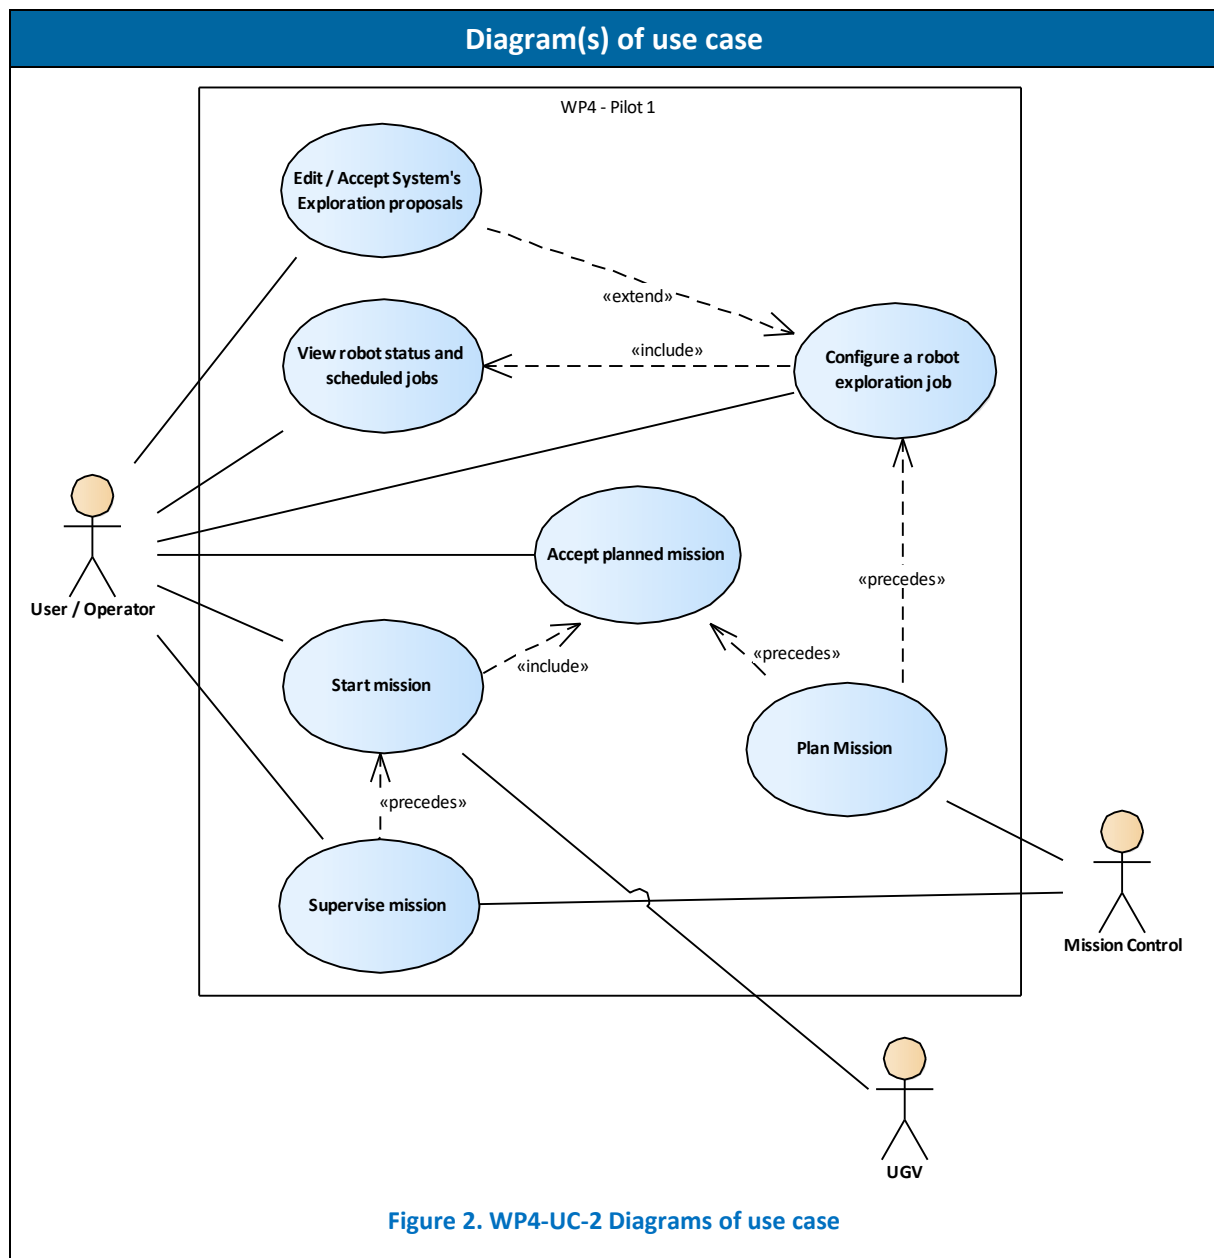 Diagram(s) of use case
WP4 - Pilot 1
Edit / Accept System's
Exploration proposals
«extend»
View robot status and
scheduled jobs
«include»
Configure a robot
exploration job
Accept planned mission
«precedes»
User / Operator
Start mission
«include»
«precedes»
Plan Mission
«precedes»
Supervise mission
Mission Control
UGV
Figure 2. WP4-UC-2 Diagrams of use case